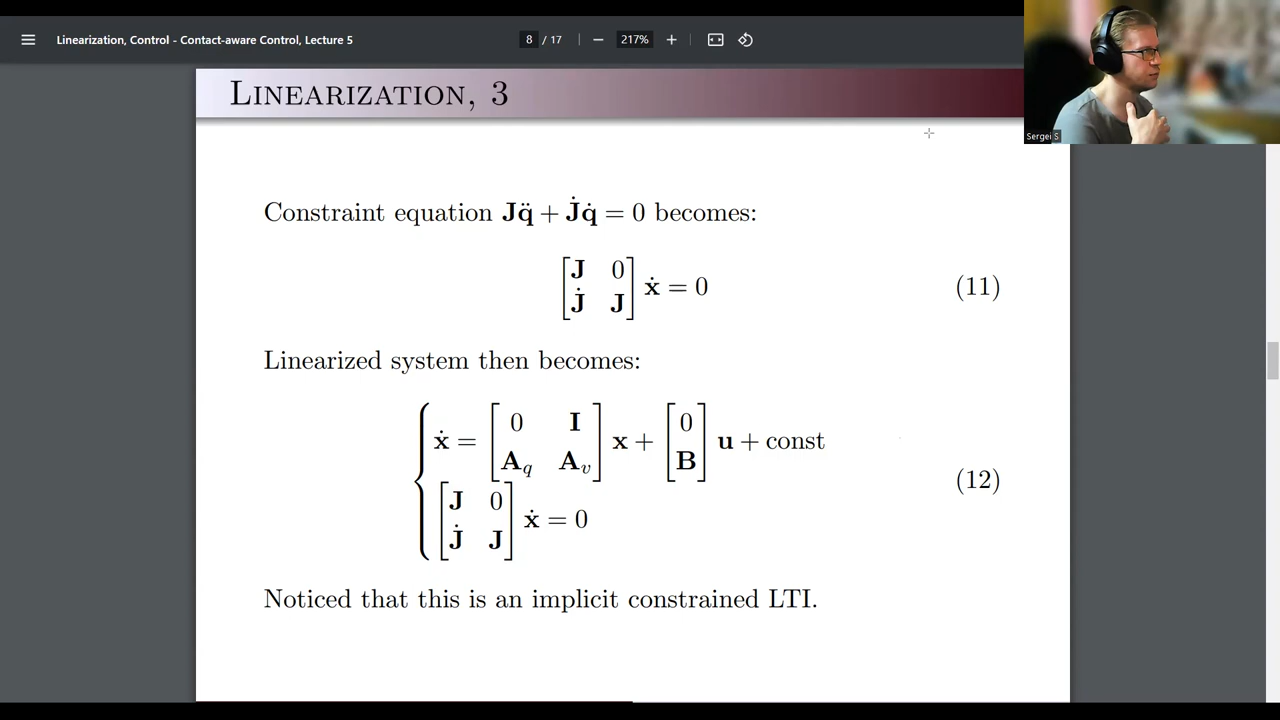 Linearization, Control - Contact-aware Control, Lecture 5
8 / 17
217%
Sergei S
LINEARIZATION, 3
Constraint equation Jq̈ + J̇q̇ = 0 becomes:
[J 0; J̇ J] ẋ = 0 (11)
Linearized system then becomes:
{ ẋ = [0 I; A_q A_v] x + [0; B] u + const
[J 0; J̇ J] ẋ = 0 (12)
Noticed that this is an implicit constrained LTI.